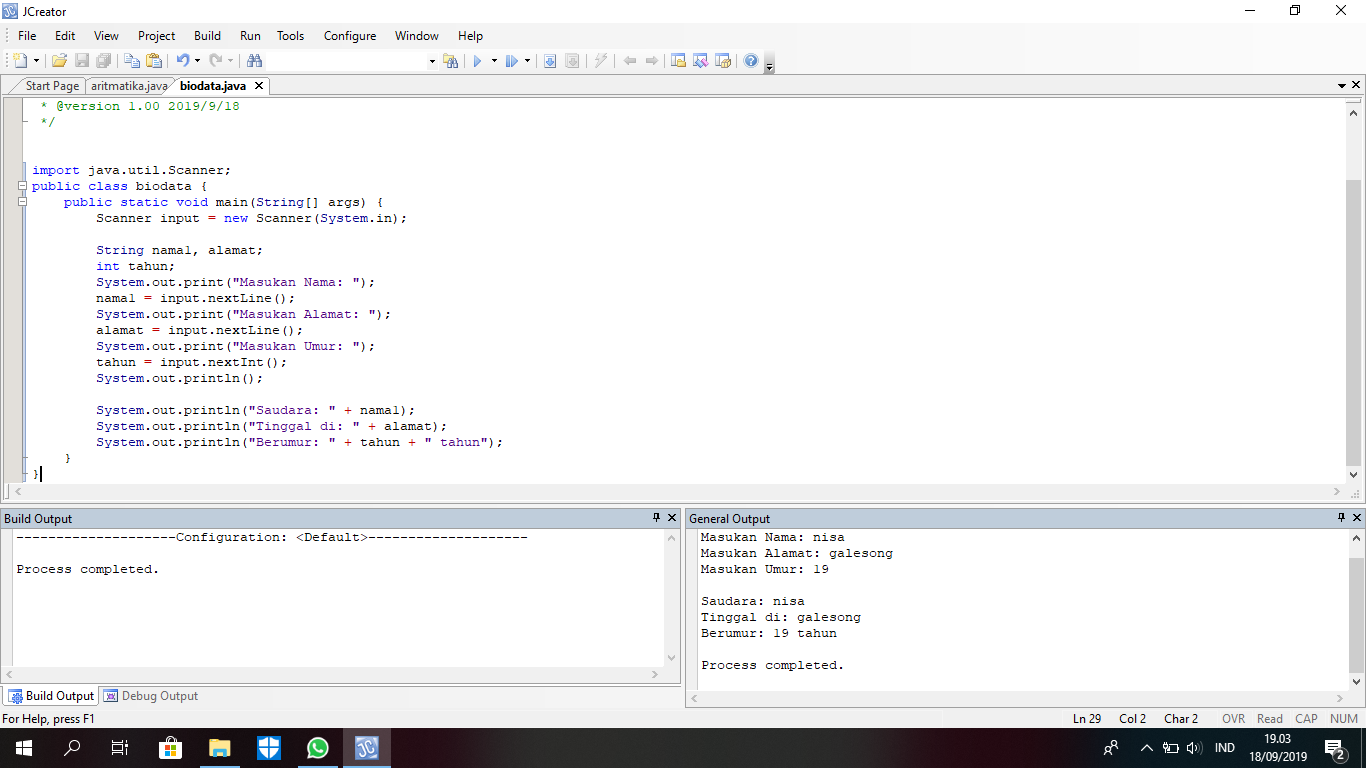 JCreator
File Edit View Project Build Run Tools Configure Window Help
Start Page aritmatika.java biodata.java
* @version 1.00 2019/9/18
*/
import java.util.Scanner;
public class biodata {
public static void main(String[] args) {
Scanner input = new Scanner(System.in);
String nama1, alamat;
int tahun;
System.out.print("Masukan Nama: ");
nama1 = input.nextLine();
System.out.print("Masukan Alamat: ");
alamat = input.nextLine();
System.out.print("Masukan Umur: ");
tahun = input.nextInt();
System.out.println();
System.out.println("Saudara: " + nama1);
System.out.println("Tinggal di: " + alamat);
System.out.println("Berumur: " + tahun + " tahun");
}
}
Build Output
--------------------Configuration: <Default>--------------------
Process completed.
Build Output Debug Output
General Output
Masukan Nama: nisa
Masukan Alamat: galesong
Masukan Umur: 19
Saudara: nisa
Tinggal di: galesong
Berumur: 19 tahun
Process completed.
For Help, press F1
Ln 29 Col 2 Char 2 OVR Read CAP NUM
IND
19.03
18/09/2019
2